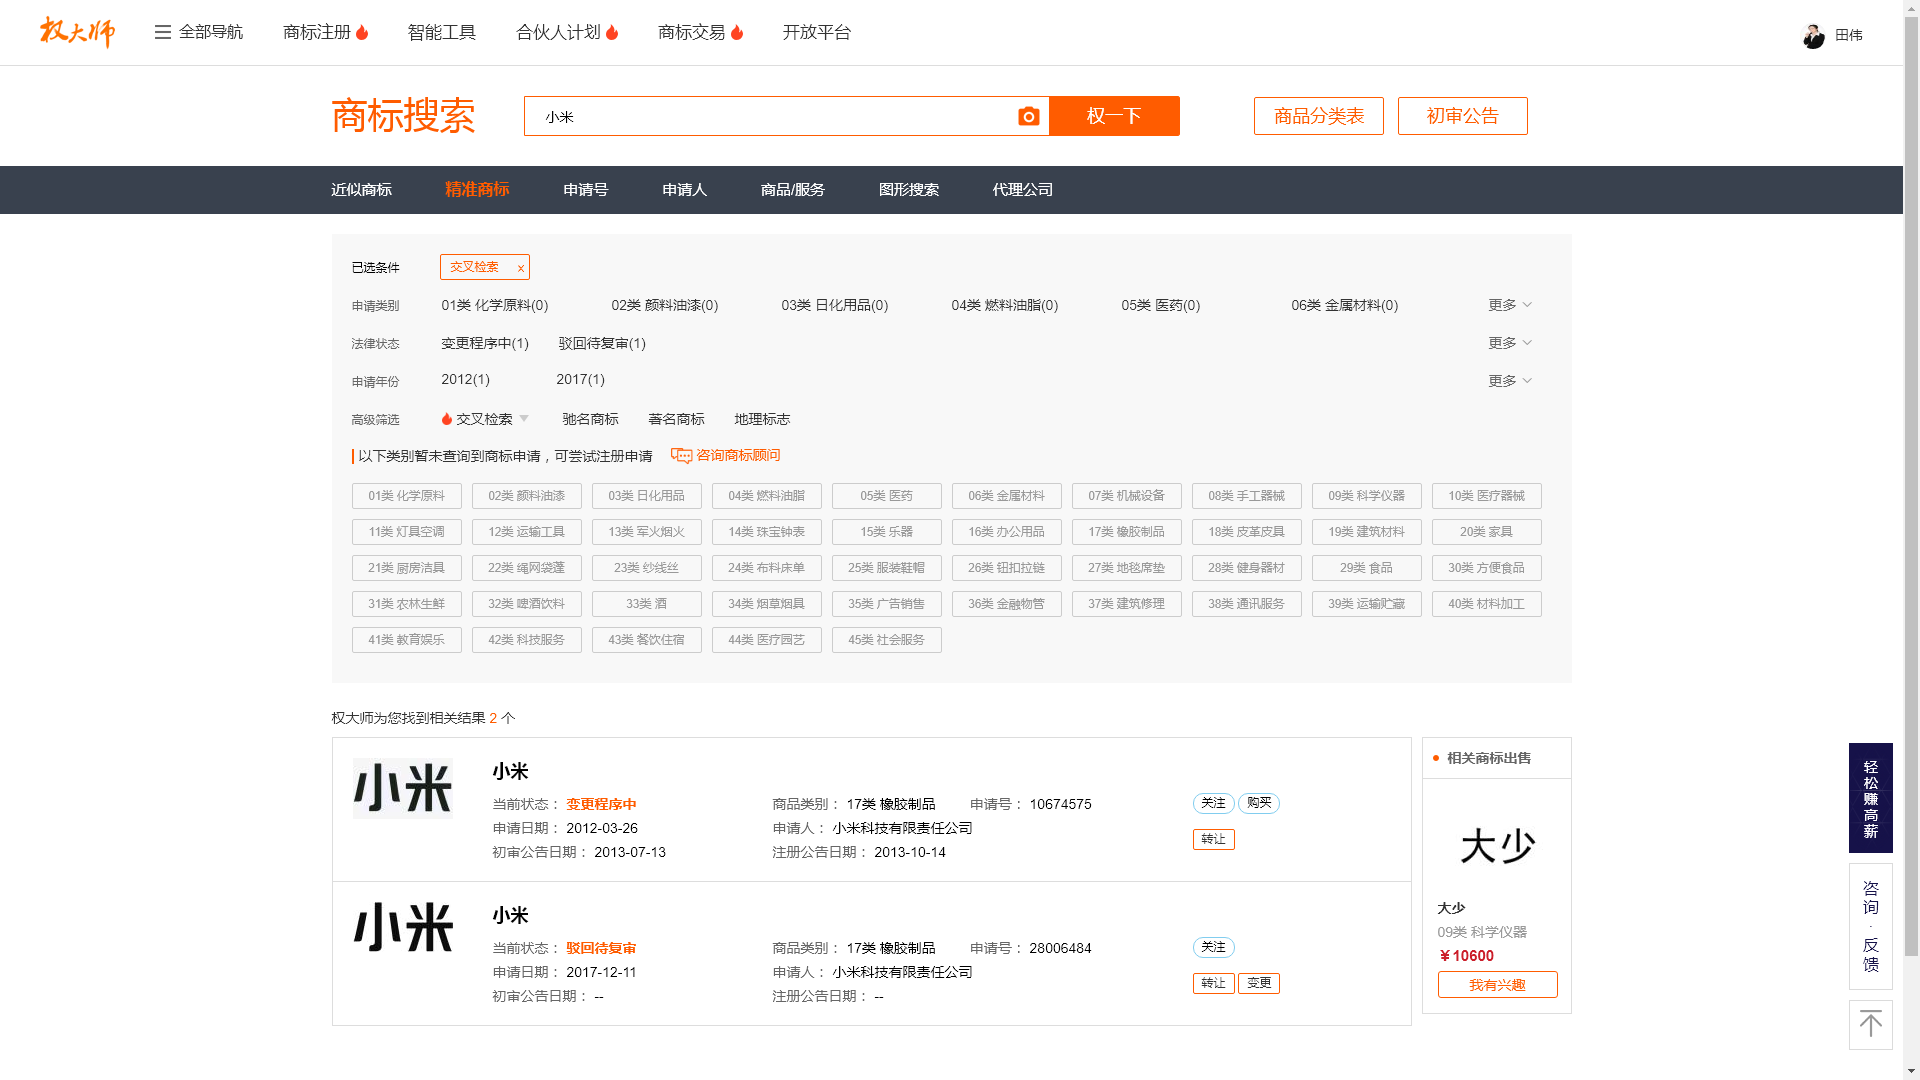 权大师 全部导航 商标注册 智能工具 合伙人计划 商标交易 开放平台 田伟
商标搜索 小米 权一下 商品分类表 初审公告
近似商标 精准商标 申请号 申请人 商品/服务 图形搜索 代理公司
已选条件 交叉检索 x
申请类别 01类 化学原料(0) 02类 颜料油漆(0) 03类 日化用品(0) 04类 燃料油脂(0) 05类 医药(0) 06类 金属材料(0) 更多
法律状态 变更程序中(1) 驳回待复审(1) 更多
申请年份 2012(1) 2017(1) 更多
高级筛选 交叉检索 驰名商标 著名商标 地理标志
以下类别暂未查询到商标申请，可尝试注册申请 咨询商标顾问
01类 化学原料 02类 颜料油漆 03类 日化用品 04类 燃料油脂 05类 医药 06类 金属材料 07类 机械设备 08类 手工器械 09类 科学仪器 10类 医疗器械
11类 灯具空调 12类 运输工具 13类 军火烟火 14类 珠宝钟表 15类 乐器 16类 办公用品 17类 橡胶制品 18类 皮革皮具 19类 建筑材料 20类 家具
21类 厨房洁具 22类 绳网袋篷 23类 纱线丝 24类 布料床单 25类 服装鞋帽 26类 钮扣拉链 27类 地毯席垫 28类 健身器材 29类 食品 30类 方便食品
31类 农林生鲜 32类 啤酒饮料 33类 酒 34类 烟草烟具 35类 广告销售 36类 金融物管 37类 建筑修理 38类 通讯服务 39类 运输贮藏 40类 材料加工
41类 教育娱乐 42类 科技服务 43类 餐饮住宿 44类 医疗园艺 45类 社会服务
权大师为您找到相关结果 2 个
小米
小米
当前状态： 变更程序中 商品类别： 17类 橡胶制品 申请号： 10674575 关注 购买
申请日期： 2012-03-26 申请人： 小米科技有限责任公司
转让
初审公告日期： 2013-07-13 注册公告日期： 2013-10-14
小米
小米
当前状态： 驳回待复审 商品类别： 17类 橡胶制品 申请号： 28006484 关注
申请日期： 2017-12-11 申请人： 小米科技有限责任公司
转让 变更
初审公告日期： -- 注册公告日期： --
相关商标出售
大少
大少
09类 科学仪器
￥10600
我有兴趣
轻松赚高薪
咨询·反馈